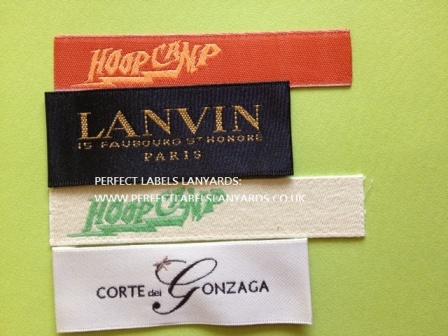 HOOP CAMP
LANVIN
15 FAUBOURG ST HONORE
PARIS
PERFECT LABELS LANYARDS:
WWW.PERFECTLABELSLANYARDS.CO.UK
HOOP CAMP
CORTE dei GONZAGA